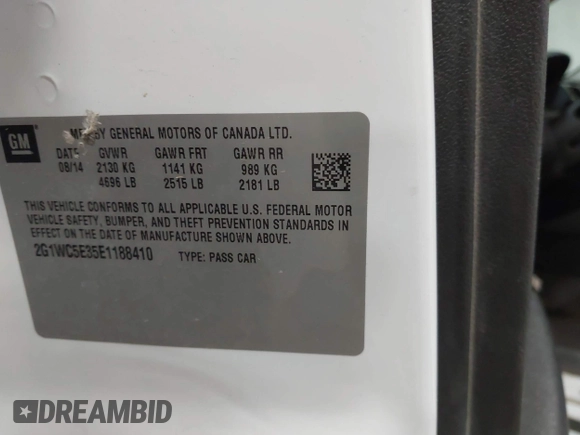 GM
MFD BY GENERAL MOTORS OF CANADA LTD.
DATE GVWR GAWR FRT GAWR RR
08/14 2130 KG 1141 KG 989 KG
4696 LB 2515 LB 2181 LB
THIS VEHICLE CONFORMS TO ALL APPLICABLE U.S. FEDERAL MOTOR
VEHICLE SAFETY, BUMPER, AND THEFT PREVENTION STANDARDS IN
EFFECT ON THE DATE OF MANUFACTURE SHOWN ABOVE.
2G1WC5E35E1188410 TYPE: PASS CAR
DREAMBID